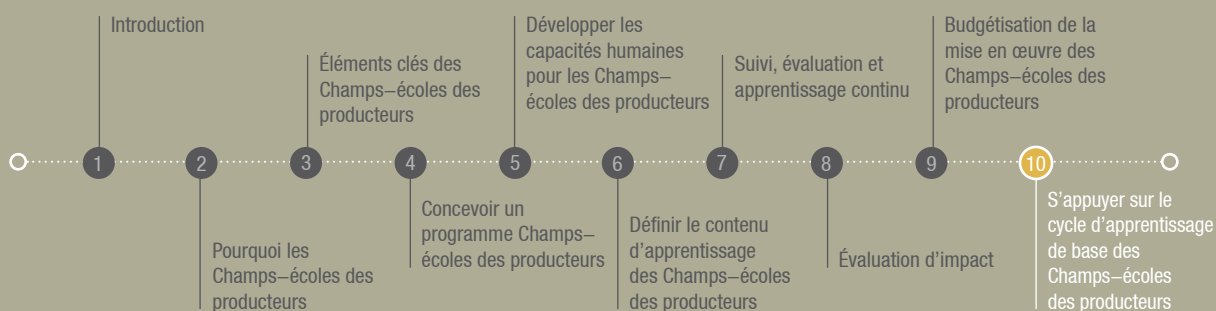 1
Introduction
2
Pourquoi les
Champs–écoles des
producteurs
3
Éléments clés des
Champs–écoles des
producteurs
4
Concevoir un
programme Champs–
écoles des producteurs
5
Développer les
capacités humaines
pour les Champs–
écoles des producteurs
6
Définir le contenu
d'apprentissage
des Champs–écoles
des producteurs
7
Suivi, évaluation et
apprentissage continu
8
Évaluation d'impact
9
Budgétisation de la
mise en œuvre des
Champs–écoles des
producteurs
10
S'appuyer sur le
cycle d'apprentissage
de base des
Champs–écoles
des producteurs